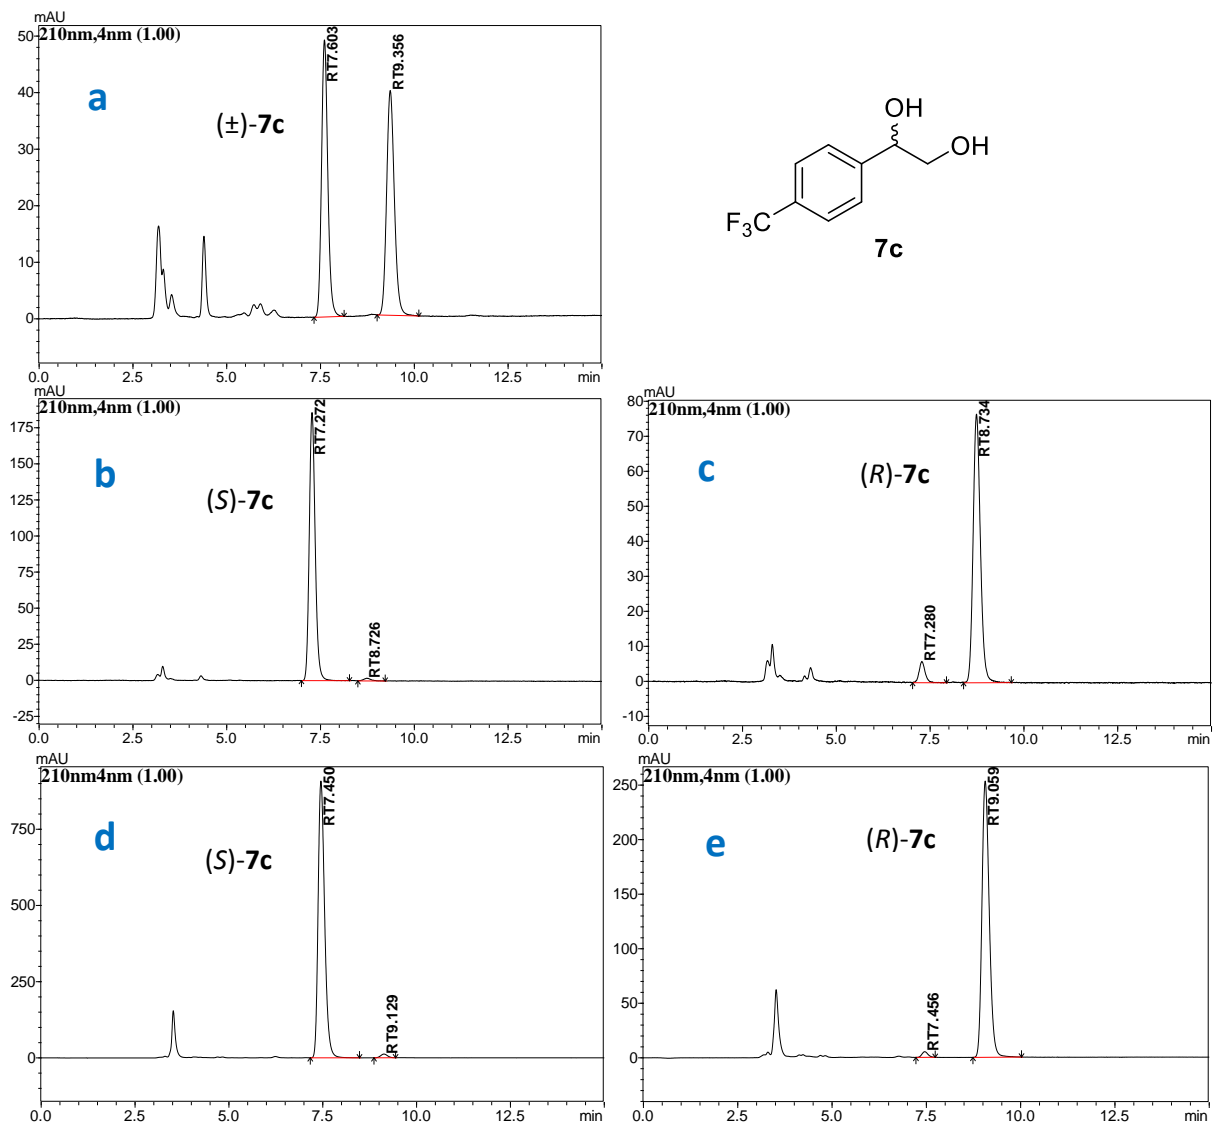 mAU
210nm,4nm (1.00)
50
40
30
20
10
0
a
(±)-7c
RT7.603
RT9.356
0.0 2.5 5.0 7.5 10.0 12.5 min
OH
OH
F3C
7c
mAU
210nm,4nm (1.00)
175
150
125
100
75
50
25
0
-25
b
(S)-7c
RT7.272
RT8.726
0.0 2.5 5.0 7.5 10.0 12.5 min
mAU
210nm,4nm (1.00)
80
70
60
50
40
30
20
10
0
-10
c
(R)-7c
RT7.280
RT8.734
0.0 2.5 5.0 7.5 10.0 12.5 min
mAU
210nm4nm (1.00)
750
500
250
0
d
(S)-7c
RT7.450
RT9.129
0.0 2.5 5.0 7.5 10.0 12.5 min
mAU
210nm,4nm (1.00)
250
200
150
100
50
0
e
(R)-7c
RT7.456
RT9.059
0.0 2.5 5.0 7.5 10.0 12.5 min